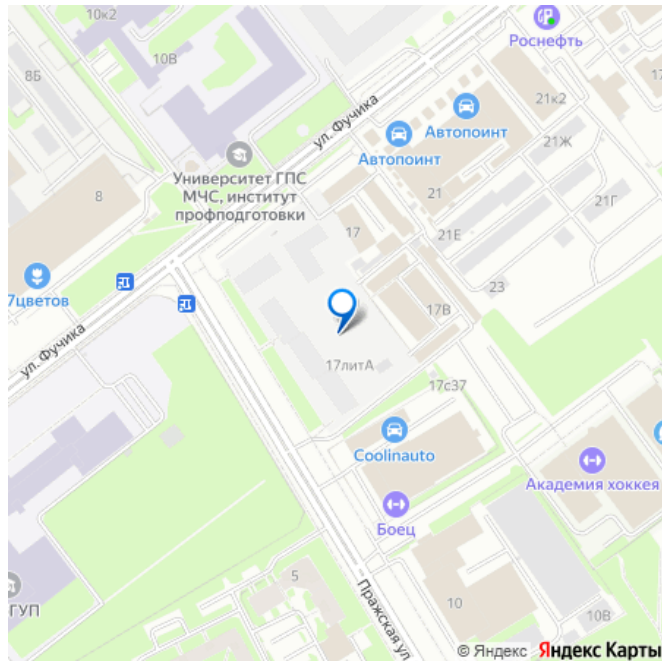 10к2
Роснефть
10В
8Б
ул. Фучика
21к2
17
Автопоинт
Автопоинт
21Ж
Университет ГПС
МЧС, институт
профподготовки
8
21
21Г
17
21Е
7цветов
23
17В
ул. Фучика
17литА
17с37
Coolinauto
Академия хоккея
Боец
5
ГУП
10
10В
Пражская ул
© Яндекс Яндекс Карты